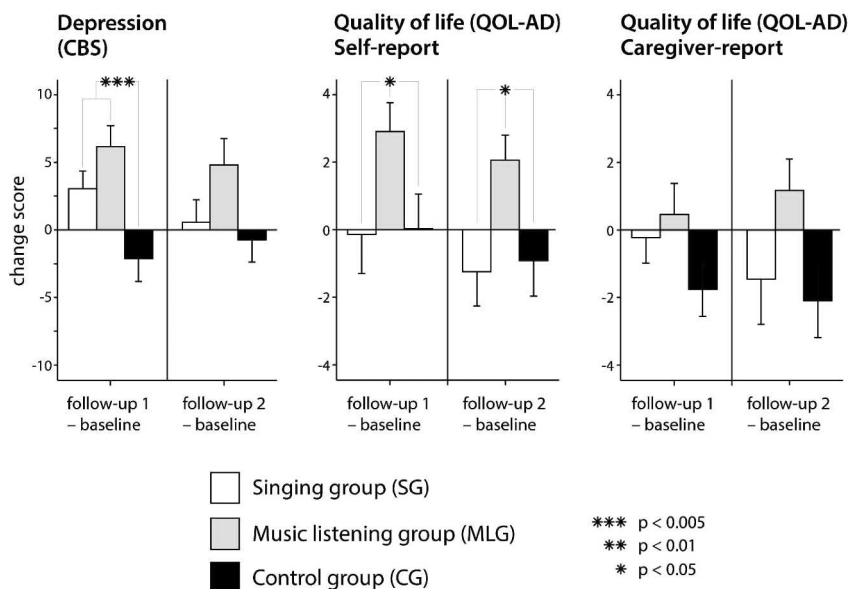 Depression
(CBS)
Quality of life (QOL-AD)
Self-report
Quality of life (QOL-AD)
Caregiver-report
change score
10
5
0
-5
-10
***
follow-up 1
– baseline
follow-up 2
– baseline
4
2
0
-2
-4
*
*
follow-up 1
– baseline
follow-up 2
– baseline
4
2
0
-2
-4
follow-up 1
– baseline
follow-up 2
– baseline
Singing group (SG)
Music listening group (MLG)
Control group (CG)
*** p < 0.005
** p < 0.01
* p < 0.05